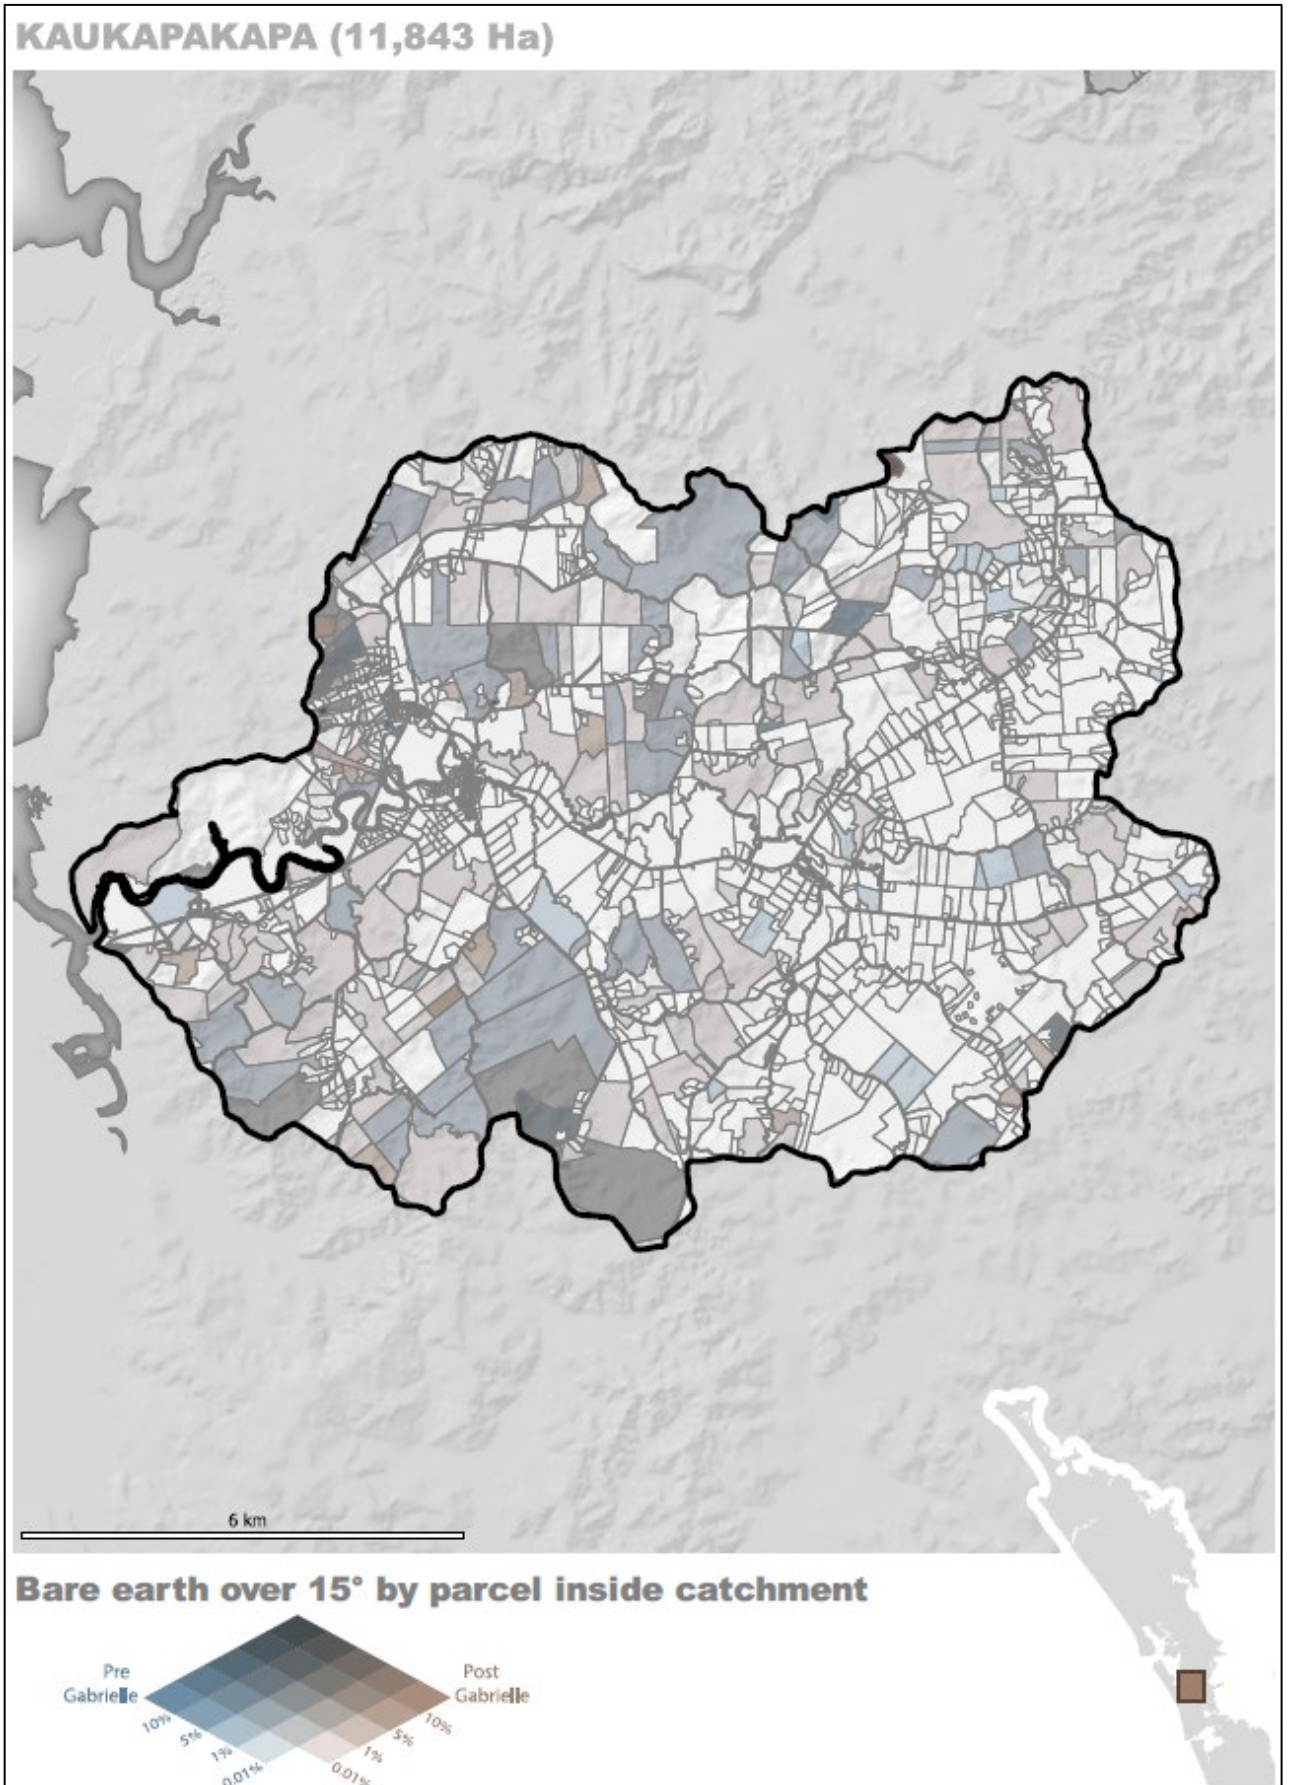 KAUKAPAKAPA (11,843 Ha)
6 km
Bare earth over 15° by parcel inside catchment
Pre
Gabrielle
Post
Gabrielle
10%
5%
1%
0.01%
0.01%
1%
5%
10%